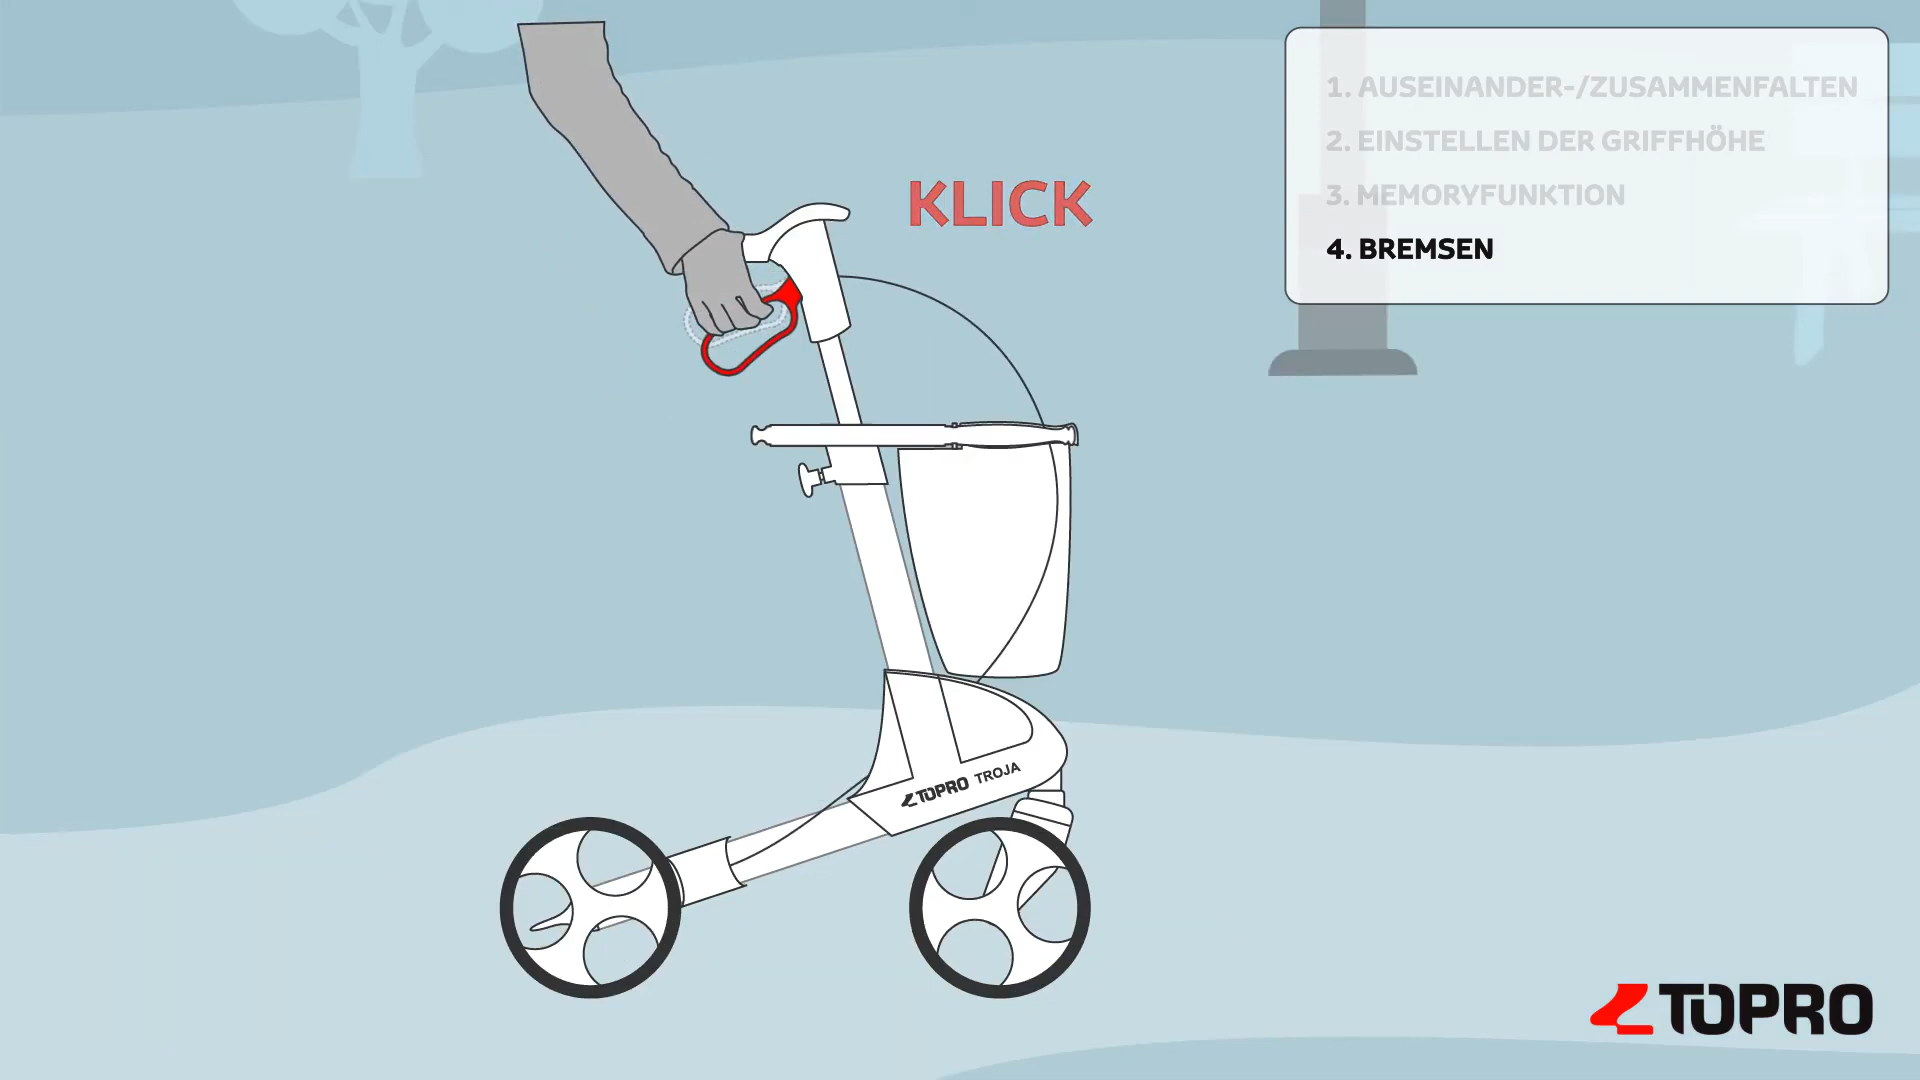 1. AUSEINANDER-/ZUSAMMENFALTEN
2. EINSTELLEN DER GRIFFHÖHE
3. MEMORYFUNKTION
4. BREMSEN
KLICK
TOPRO TROJA
TOPRO